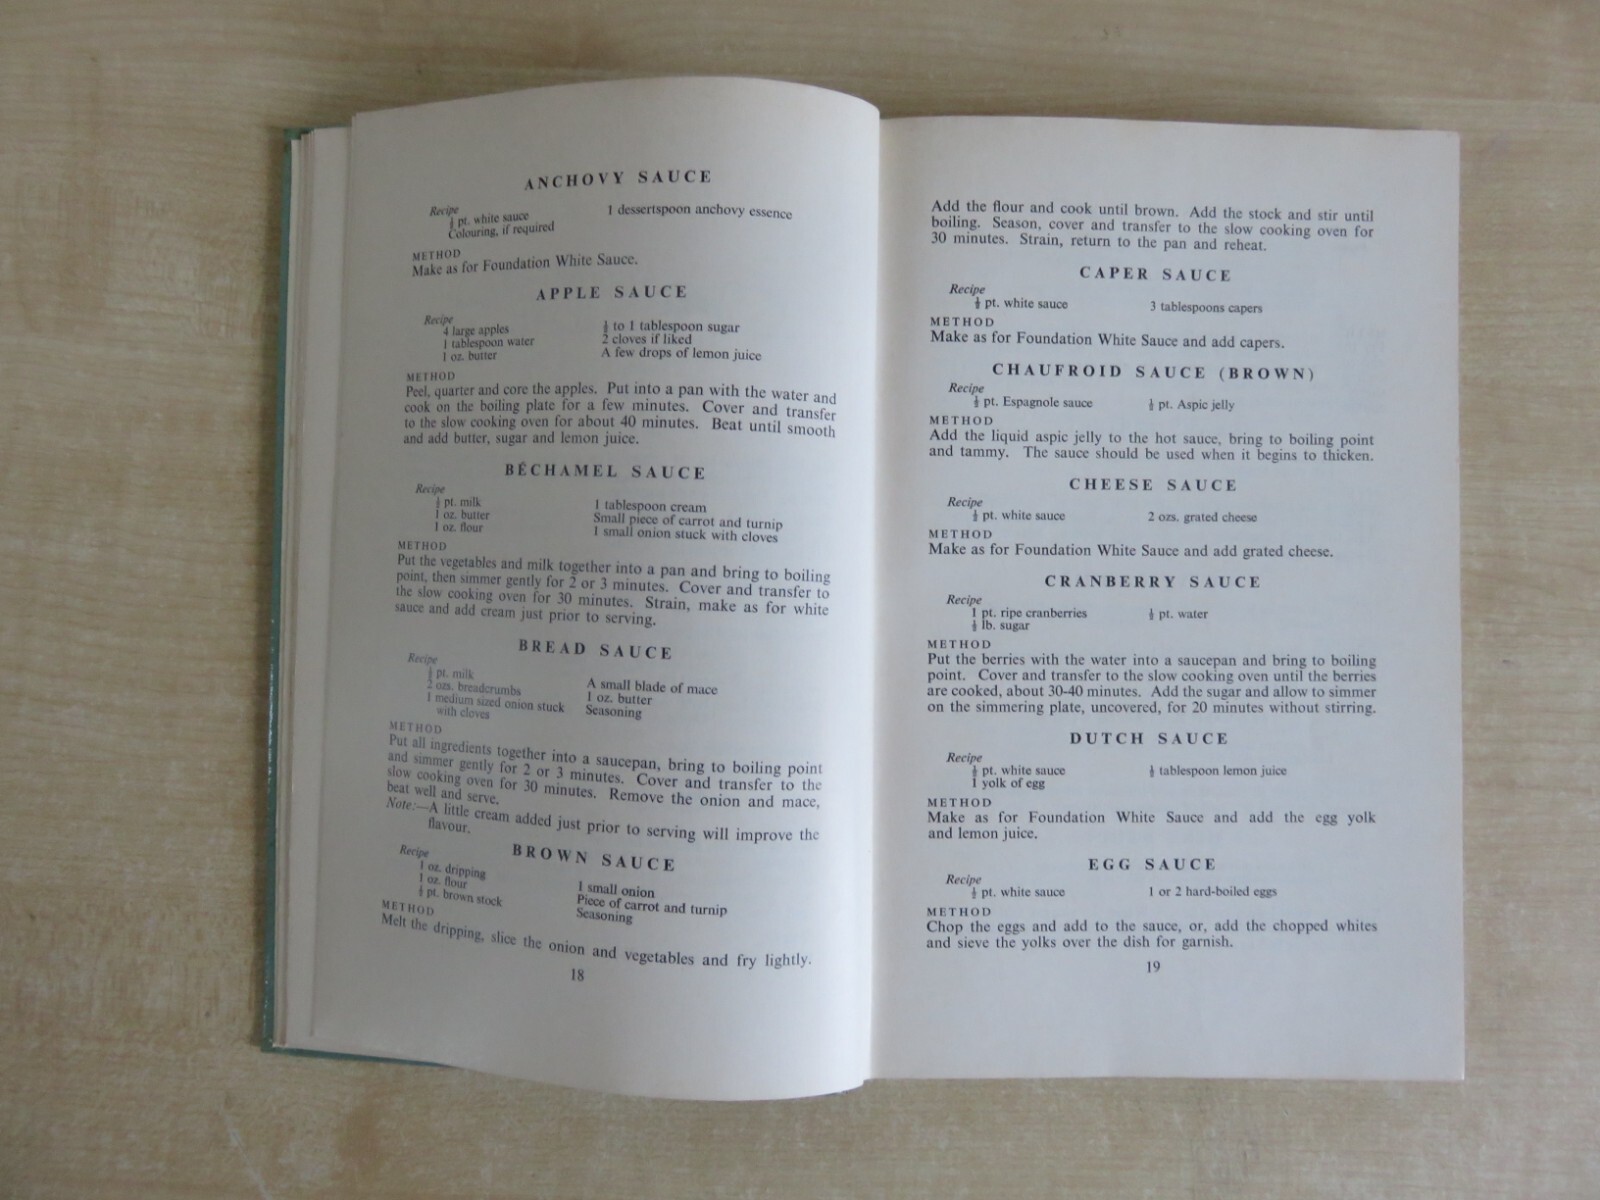 ANCHOVY SAUCE
Recipe
½ pt. white sauce
Colouring, if required
1 dessertspoon anchovy essence
METHOD
Make as for Foundation White Sauce.
APPLE SAUCE
Recipe
4 large apples
1 tablespoon water
1 oz. butter
½ to 1 tablespoon sugar
2 cloves if liked
A few drops of lemon juice
METHOD
Peel, quarter and core the apples. Put into a pan with the water and
cook on the boiling plate for a few minutes. Cover and transfer
to the slow cooking oven for about 40 minutes. Beat until smooth
and add butter, sugar and lemon juice.
BÉCHAMEL SAUCE
Recipe
½ pt. milk
1 oz. butter
1 oz. flour
1 tablespoon cream
Small piece of carrot and turnip
1 small onion stuck with cloves
METHOD
Put the vegetables and milk together into a pan and bring to boiling
point, then simmer gently for 2 or 3 minutes. Cover and transfer to
the slow cooking oven for 30 minutes. Strain, make as for white
sauce and add cream just prior to serving.
BREAD SAUCE
Recipe
½ pt. milk
2 ozs. breadcrumbs
1 medium sized onion stuck
with cloves
A small blade of mace
1 oz. butter
Seasoning
METHOD
Put all ingredients together into a saucepan, bring to boiling point
and simmer gently for 2 or 3 minutes. Cover and transfer to the
slow cooking oven for 30 minutes. Remove the onion and mace,
beat well and serve.
Note:—A little cream added just prior to serving will improve the
flavour.
BROWN SAUCE
Recipe
1 oz. dripping
1 oz. flour
½ pt. brown stock
1 small onion
Piece of carrot and turnip
Seasoning
METHOD
Melt the dripping, slice the onion and vegetables and fry lightly.
18
Add the flour and cook until brown. Add the stock and stir until
boiling. Season, cover and transfer to the slow cooking oven for
30 minutes. Strain, return to the pan and reheat.
CAPER SAUCE
Recipe
½ pt. white sauce
3 tablespoons capers
METHOD
Make as for Foundation White Sauce and add capers.
CHAUFROID SAUCE (BROWN)
Recipe
½ pt. Espagnole sauce
½ pt. Aspic jelly
METHOD
Add the liquid aspic jelly to the hot sauce, bring to boiling point
and tammy. The sauce should be used when it begins to thicken.
CHEESE SAUCE
Recipe
½ pt. white sauce
2 ozs. grated cheese
METHOD
Make as for Foundation White Sauce and add grated cheese.
CRANBERRY SAUCE
Recipe
1 pt. ripe cranberries
½ lb. sugar
½ pt. water
METHOD
Put the berries with the water into a saucepan and bring to boiling
point. Cover and transfer to the slow cooking oven until the berries
are cooked, about 30-40 minutes. Add the sugar and allow to simmer
on the simmering plate, uncovered, for 20 minutes without stirring.
DUTCH SAUCE
Recipe
½ pt. white sauce
1 yolk of egg
½ tablespoon lemon juice
METHOD
Make as for Foundation White Sauce and add the egg yolk
and lemon juice.
EGG SAUCE
Recipe
½ pt. white sauce
1 or 2 hard-boiled eggs
METHOD
Chop the eggs and add to the sauce, or, add the chopped whites
and sieve the yolks over the dish for garnish.
19